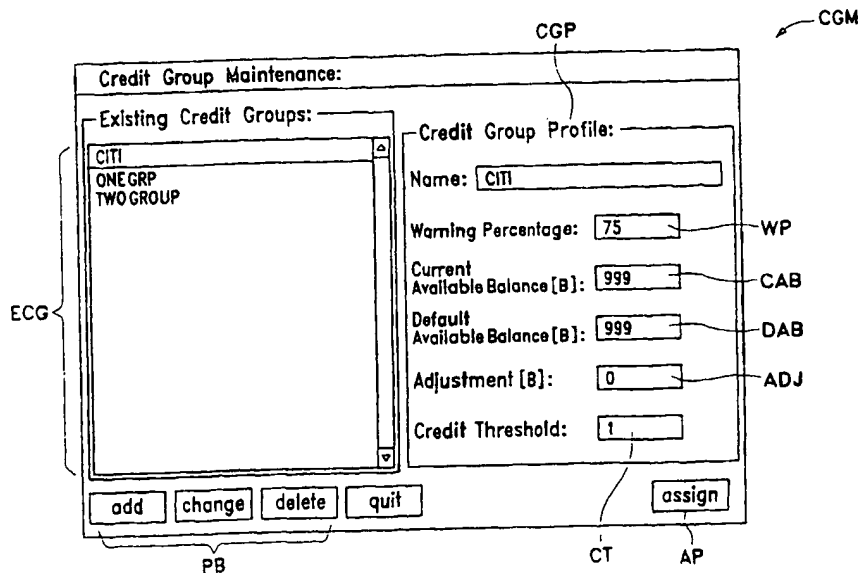 CGM
CGP
Credit Group Maintenance:
Existing Credit Groups:
CITI
ONEGRP
TWO GROUP
ECG
Credit Group Profile:
Name: CITI
Warning Percentage: 75 WP
Current
Available Balance [B]: 999 CAB
Default
Available Balance [B]: 999 DAB
Adjustment [B]: 0 ADJ
Credit Threshold: 1
add change delete quit assign
PB CT AP